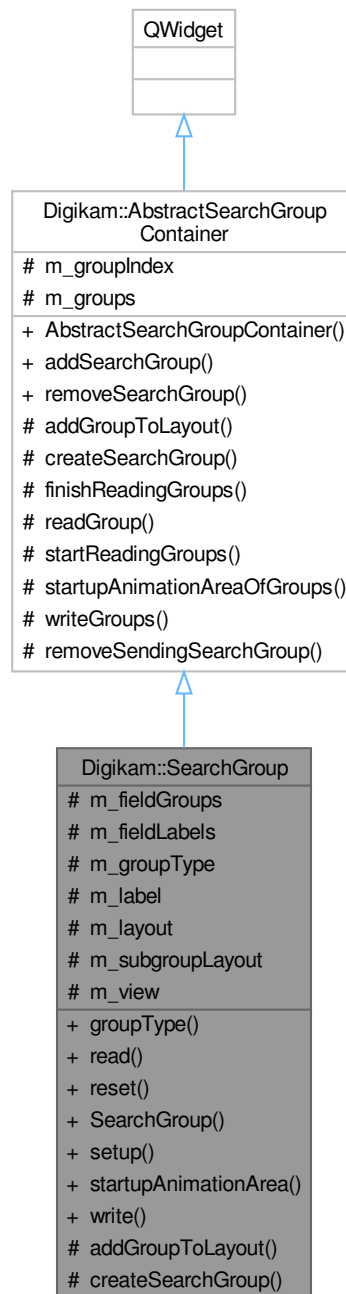 QWidget
Digikam::AbstractSearchGroup
Container
# m_groupIndex
# m_groups
+ AbstractSearchGroupContainer()
+ addSearchGroup()
+ removeSearchGroup()
# addGroupToLayout()
# createSearchGroup()
# finishReadingGroups()
# readGroup()
# startReadingGroups()
# startupAnimationAreaOfGroups()
# writeGroups()
# removeSendingSearchGroup()
Digikam::SearchGroup
# m_fieldGroups
# m_fieldLabels
# m_groupType
# m_label
# m_layout
# m_subgroupLayout
# m_view
+ groupType()
+ read()
+ reset()
+ SearchGroup()
+ setup()
+ startupAnimationArea()
+ write()
# addGroupToLayout()
# createSearchGroup()